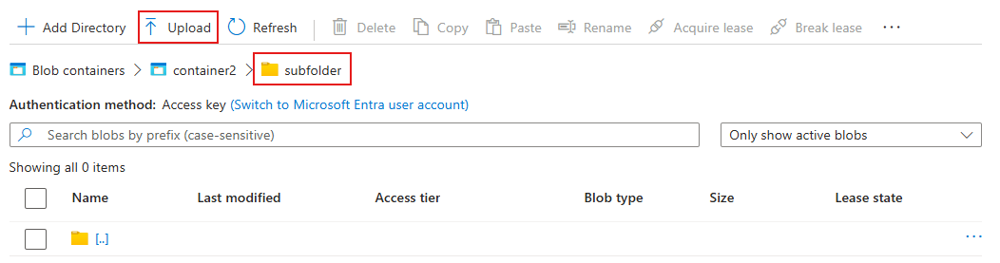 Add Directory Upload Refresh Delete Copy Paste Rename Acquire lease Break lease ...
Blob containers > container2 > subfolder
Authentication method: Access key (Switch to Microsoft Entra user account)
Search blobs by prefix (case-sensitive) Only show active blobs
Showing all 0 items
Name Last modified Access tier Blob type Size Lease state
[..] ...